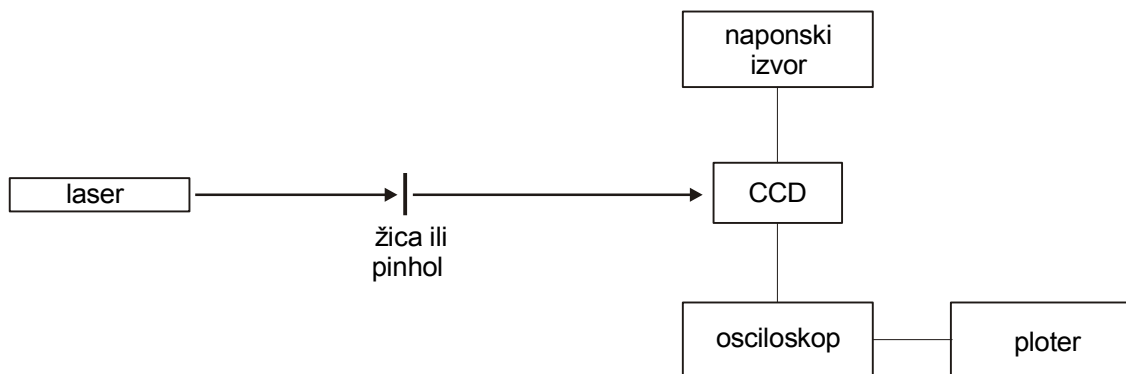 naponski
izvor
laser
CCD
žica ili
pinhol
osciloskop
ploter